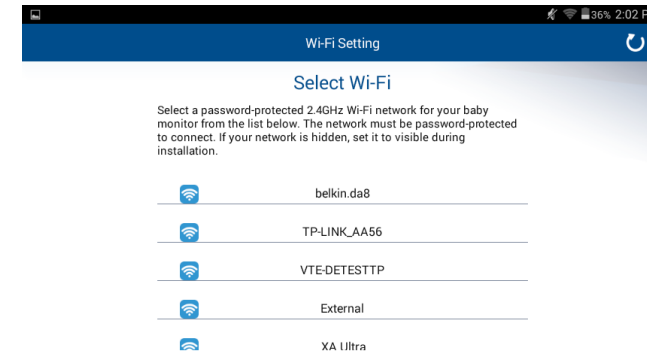 36% 2:02 P
Wi-Fi Setting
Select Wi-Fi
Select a password-protected 2.4GHz Wi-Fi network for your baby
monitor from the list below. The network must be password-protected
to connect. If your network is hidden, set it to visible during
installation.
belkin.da8
TP-LINK_AA56
VTE-DETESTTP
External
XA Ultra